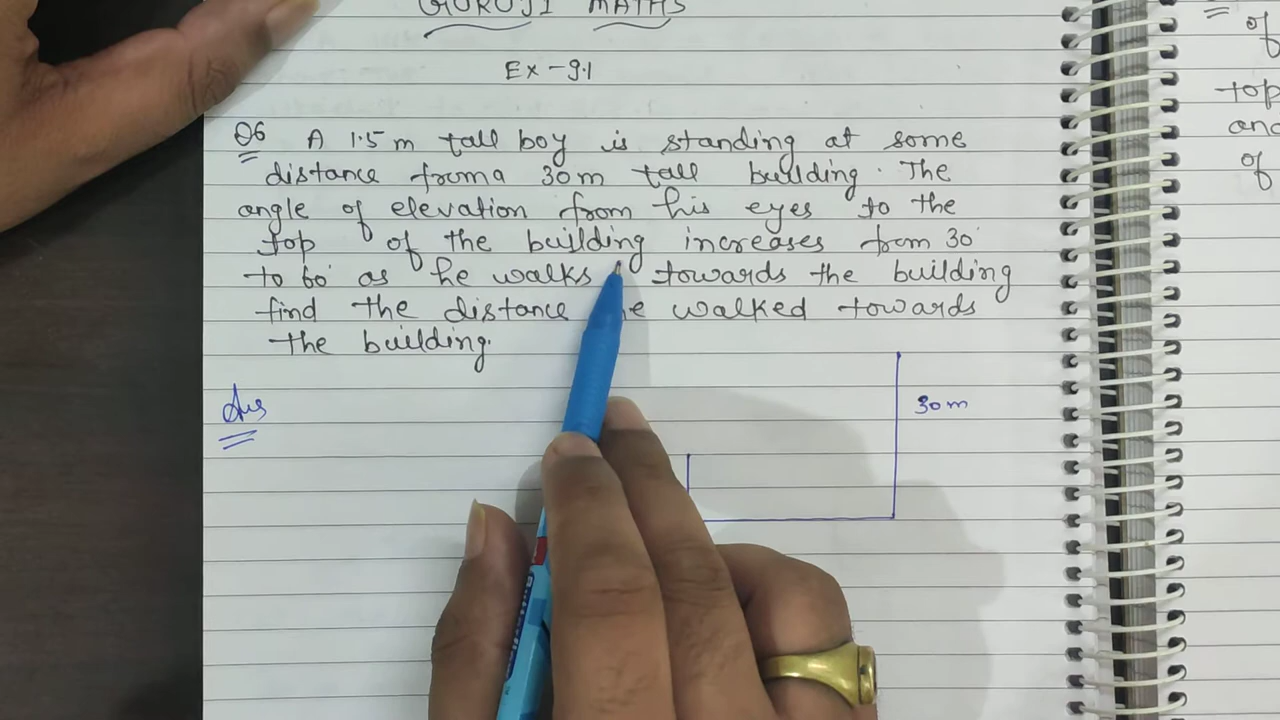 GURUJI MATHS
Ex - 9.1
Q6 A 1.5 m tall boy is standing at some
distance from a 30 m tall building. The
angle of elevation from his eyes to the
top of the building increases from 30°
to 60° as he walks towards the building
find the distance he walked towards
the building.
Ans
30 m
of
top
of